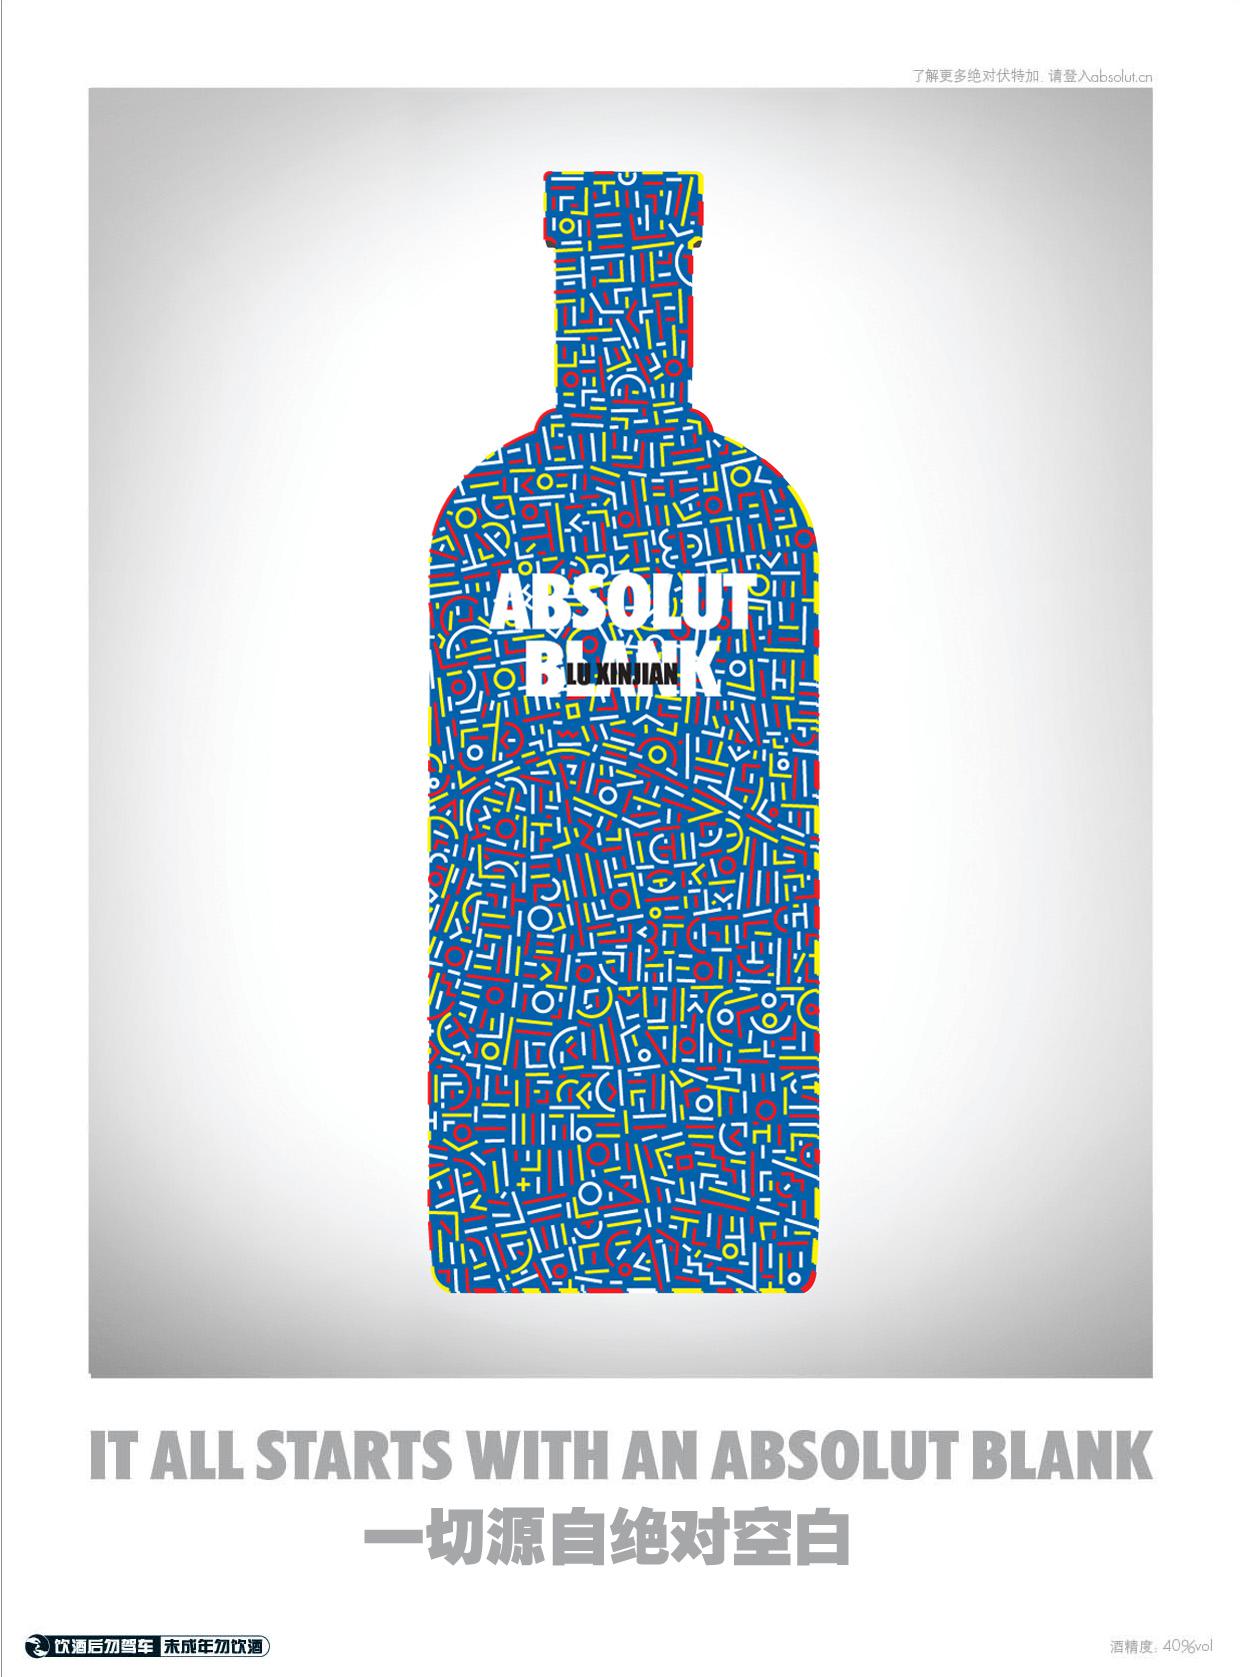 了解更多绝对伏特加. 请登入absolut.cn
ABSOLUT
BLANK
LU XINJIAN
IT ALL STARTS WITH AN ABSOLUT BLANK
一切源自绝对空白
饮酒后勿驾车 未成年勿饮酒
酒精度: 40%vol